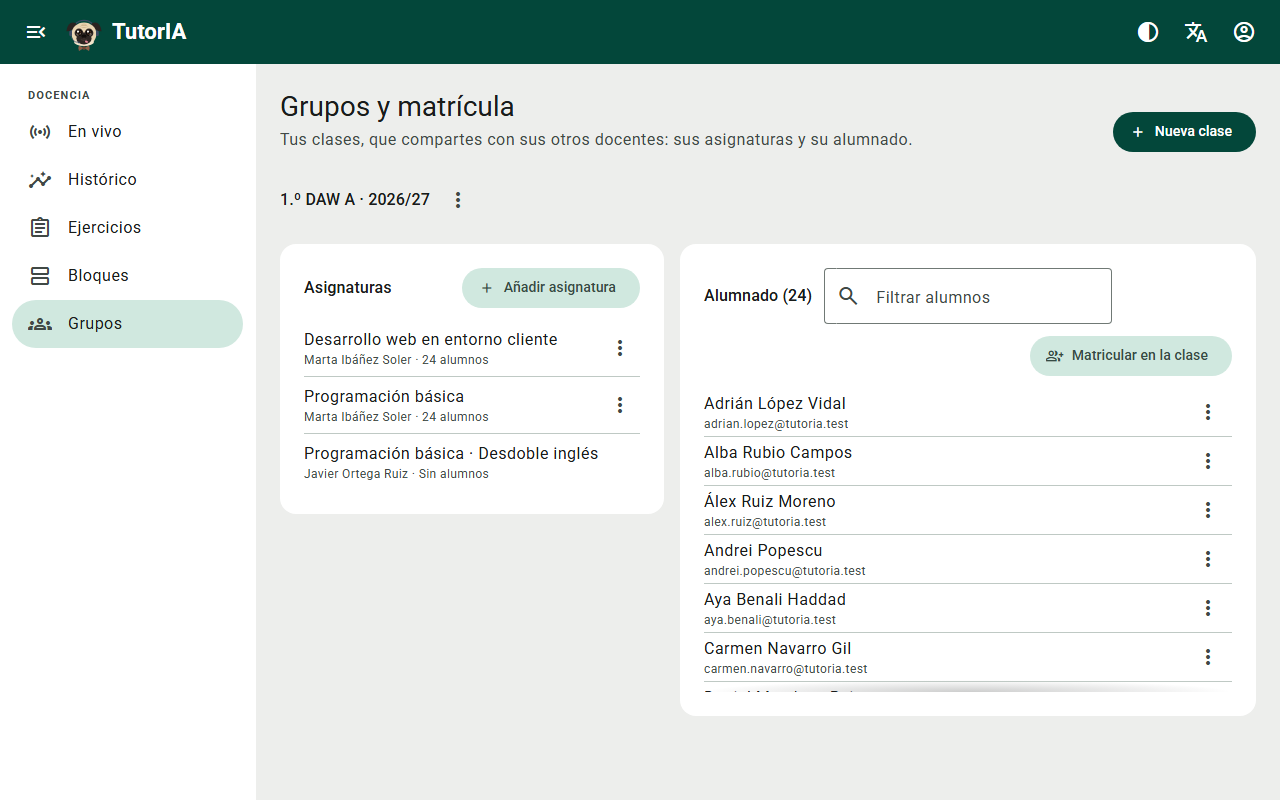 TutorIA
DOCENCIA
En vivo
Histórico
Ejercicios
Bloques
Grupos
Grupos y matrícula
Tus clases, que compartes con sus otros docentes: sus asignaturas y su alumnado.
+ Nueva clase
1.º DAW A · 2026/27
Asignaturas
+ Añadir asignatura
Desarrollo web en entorno cliente
Marta Ibáñez Soler · 24 alumnos
Programación básica
Marta Ibáñez Soler · 24 alumnos
Programación básica · Desdoble inglés
Javier Ortega Ruiz · Sin alumnos
Alumnado (24)
Filtrar alumnos
Matricular en la clase
Adrián López Vidal
adrian.lopez@tutoria.test
Alba Rubio Campos
alba.rubio@tutoria.test
Álex Ruiz Moreno
alex.ruiz@tutoria.test
Andrei Popescu
andrei.popescu@tutoria.test
Aya Benali Haddad
aya.benali@tutoria.test
Carmen Navarro Gil
carmen.navarro@tutoria.test